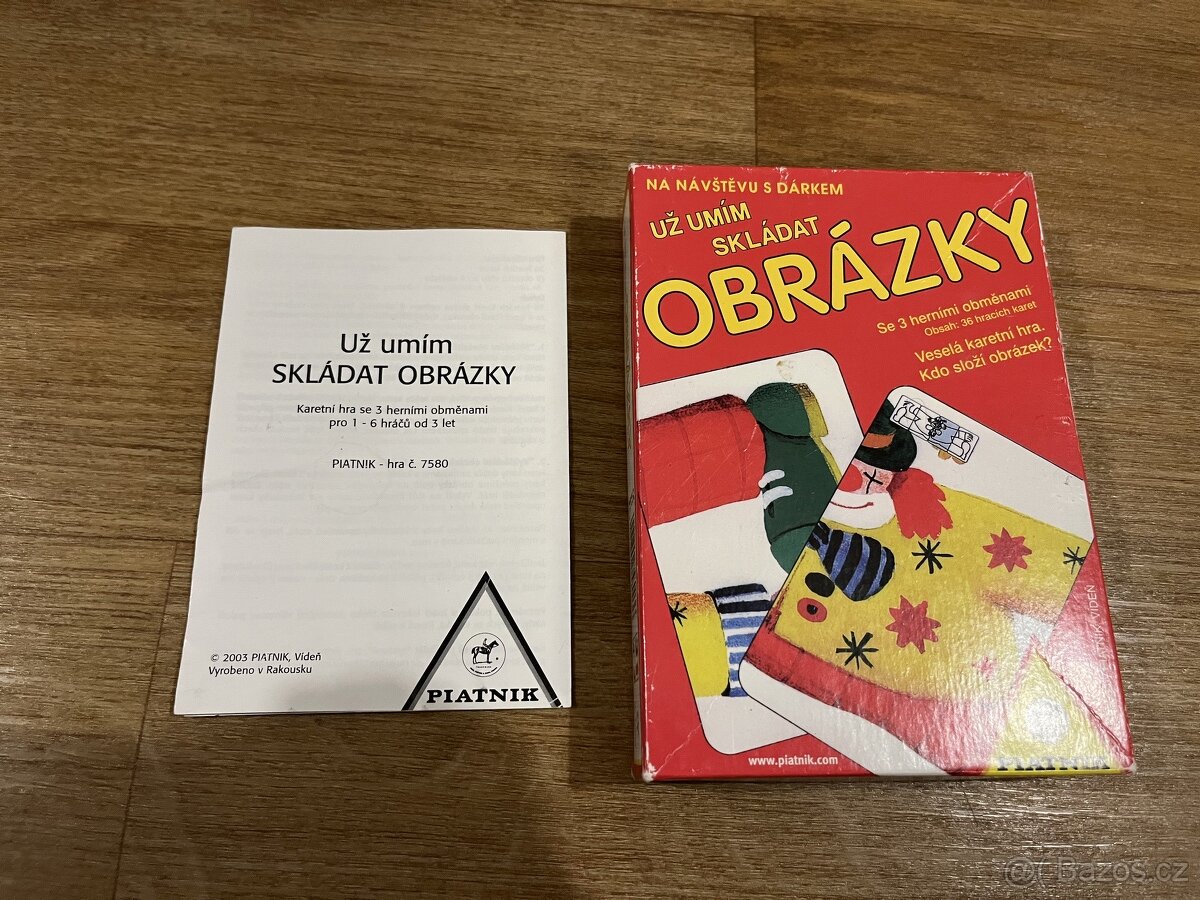 Už umím
SKLÁDAT OBRÁZKY
Karetní hra se 3 herními obměnami
pro 1 - 6 hráčů od 3 let
PIATNIK - hra č. 7580
© 2003 PIATNIK, Vídeň
Vyrobeno v Rakousku
PIATNIK
NA NÁVŠTĚVU S DÁRKEM
UŽ UMÍM
SKLÁDAT
OBRÁZKY
Se 3 herními obměnami
Obsah: 36 hracích karet
Veselá karetní hra.
Kdo složí obrázek?
VÍDEŇ
www.piatnik.com
PIATNIK
Bazos.cz